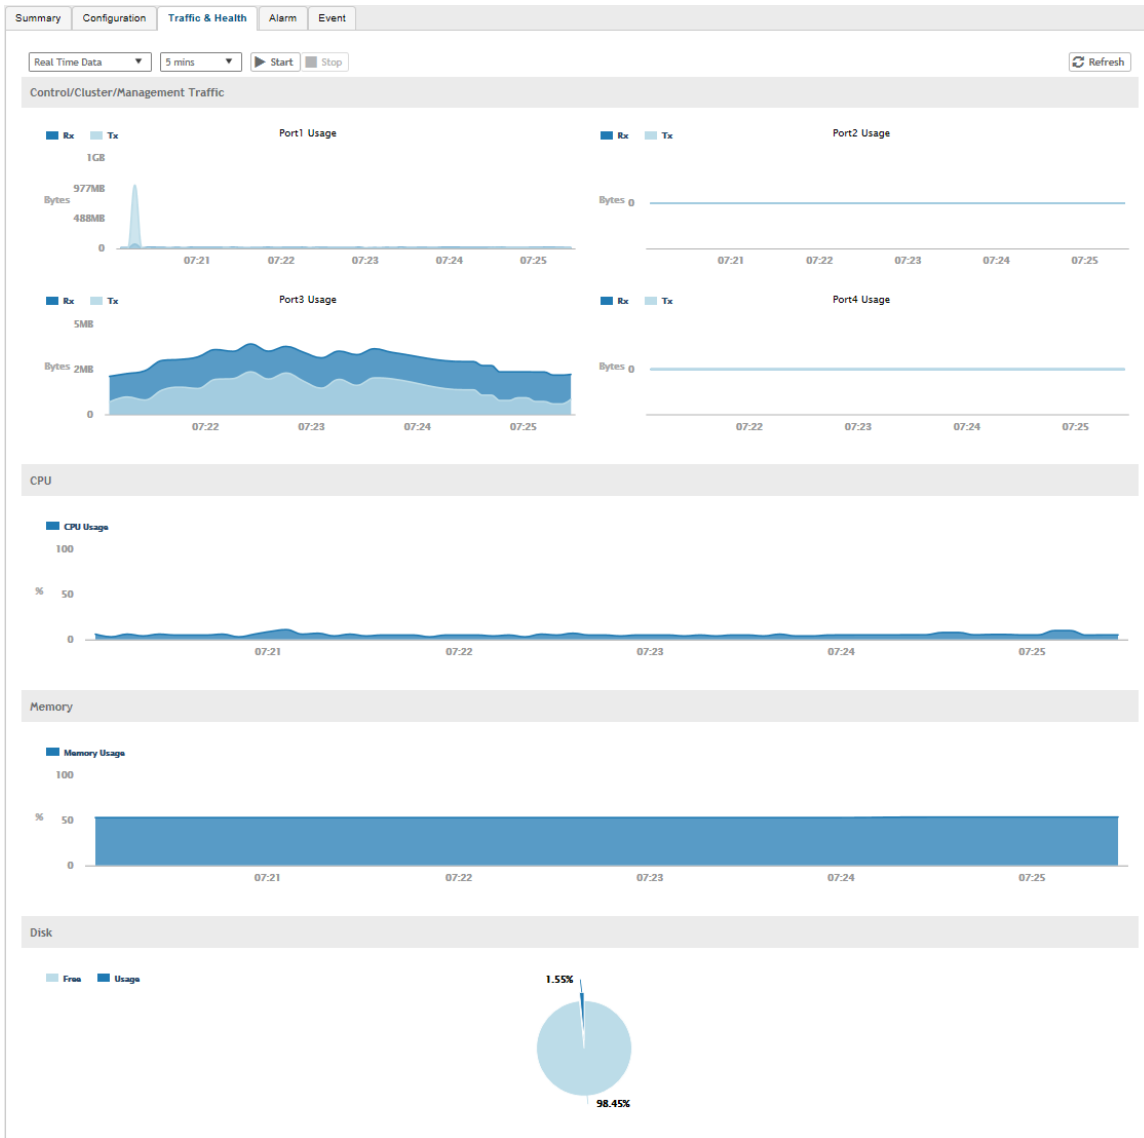 Summary Configuration Traffic & Health Alarm Event
Real Time Data 5 mins Start Stop Refresh
Control/Cluster/Management Traffic
Rx Tx Port1 Usage
1GB
977MB
Bytes
488MB
0
07:21 07:22 07:23 07:24 07:25
Rx Tx Port2 Usage
Bytes 0
07:21 07:22 07:23 07:24 07:25
Rx Tx Port3 Usage
5MB
Bytes 2MB
0
07:22 07:23 07:24 07:25
Rx Tx Port4 Usage
Bytes 0
07:22 07:23 07:24 07:25
CPU
CPU Usage
100
% 50
0
07:21 07:22 07:23 07:24 07:25
Memory
Memory Usage
100
% 50
0
07:21 07:22 07:23 07:24 07:25
Disk
Free Usage
1.55%
98.45%